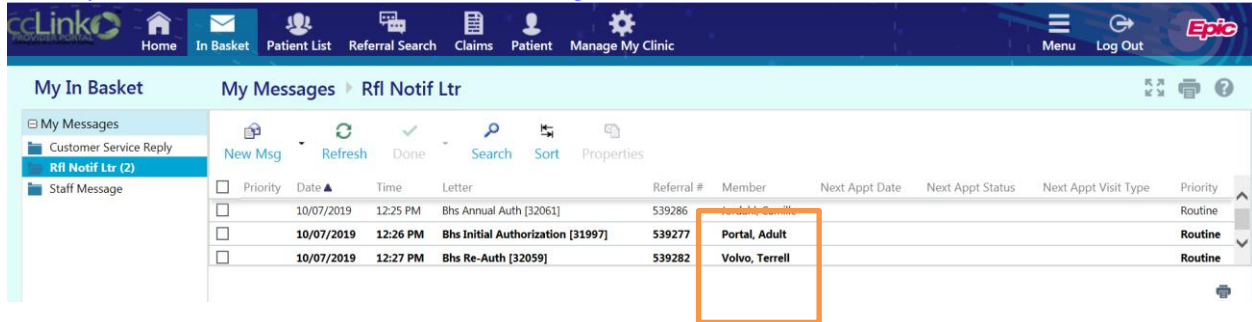 ccLink
PROVIDER PORTAL
Home In Basket Patient List Referral Search Claims Patient Manage My Clinic Menu Log Out Epic
My In Basket My Messages Rfl Notif Ltr
My Messages
Customer Service Reply
Rfl Notif Ltr (2)
Staff Message
New Msg Refresh Done Search Sort Properties
Priority Date Time Letter Referral # Member Next Appt Date Next Appt Status Next Appt Visit Type Priority
10/07/2019 12:25 PM Bhs Annual Auth [32061] 539286 Routine
10/07/2019 12:26 PM Bhs Initial Authorization [31997] 539277 Portal, Adult Routine
10/07/2019 12:27 PM Bhs Re-Auth [32059] 539282 Volvo, Terrell Routine